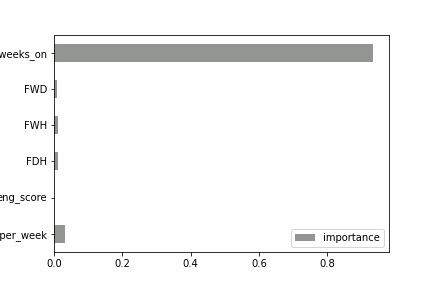 weeks_on
FWD
FWH
FDH
eng_score
per_week
importance
0.0 0.2 0.4 0.6 0.8